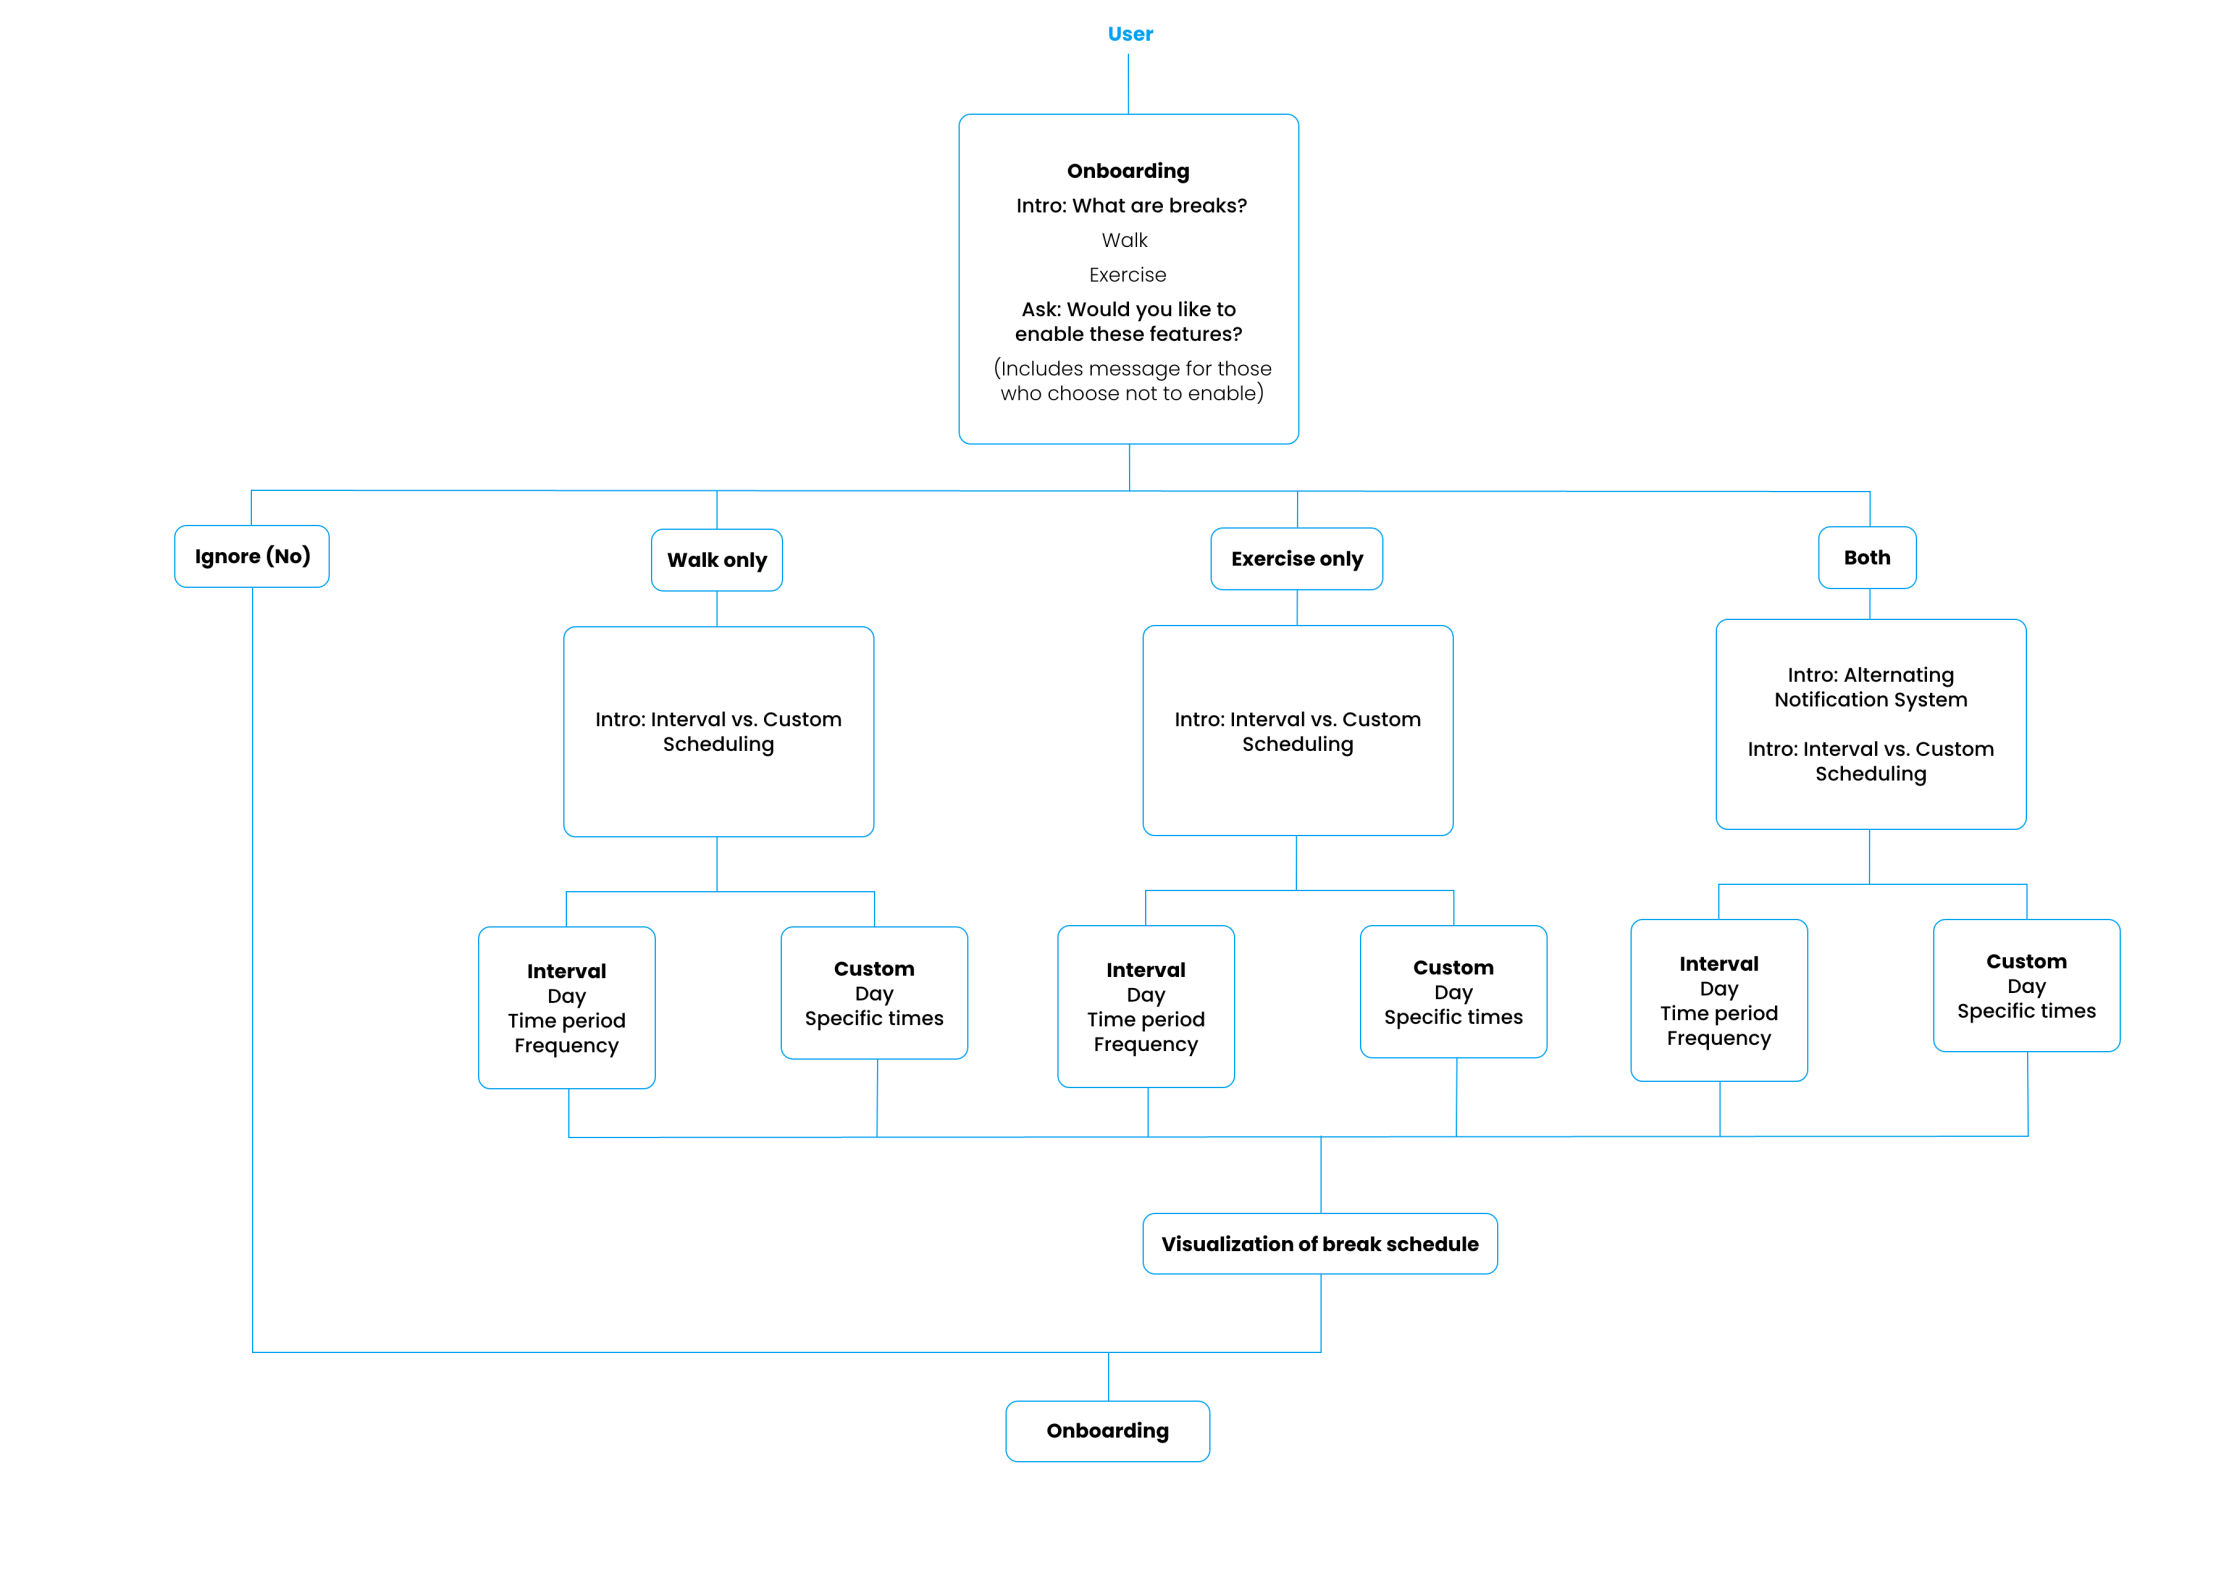 User
Onboarding
Intro: What are breaks?
Walk
Exercise
Ask: Would you like to
enable these features?
(Includes message for those
who choose not to enable)
Ignore (No)
Walk only
Exercise only
Both
Intro: Interval vs. Custom
Scheduling
Intro: Interval vs. Custom
Scheduling
Intro: Alternating
Notification System
Intro: Interval vs. Custom
Scheduling
Interval
Day
Time period
Frequency
Custom
Day
Specific times
Interval
Day
Time period
Frequency
Custom
Day
Specific times
Interval
Day
Time period
Frequency
Custom
Day
Specific times
Visualization of break schedule
Onboarding